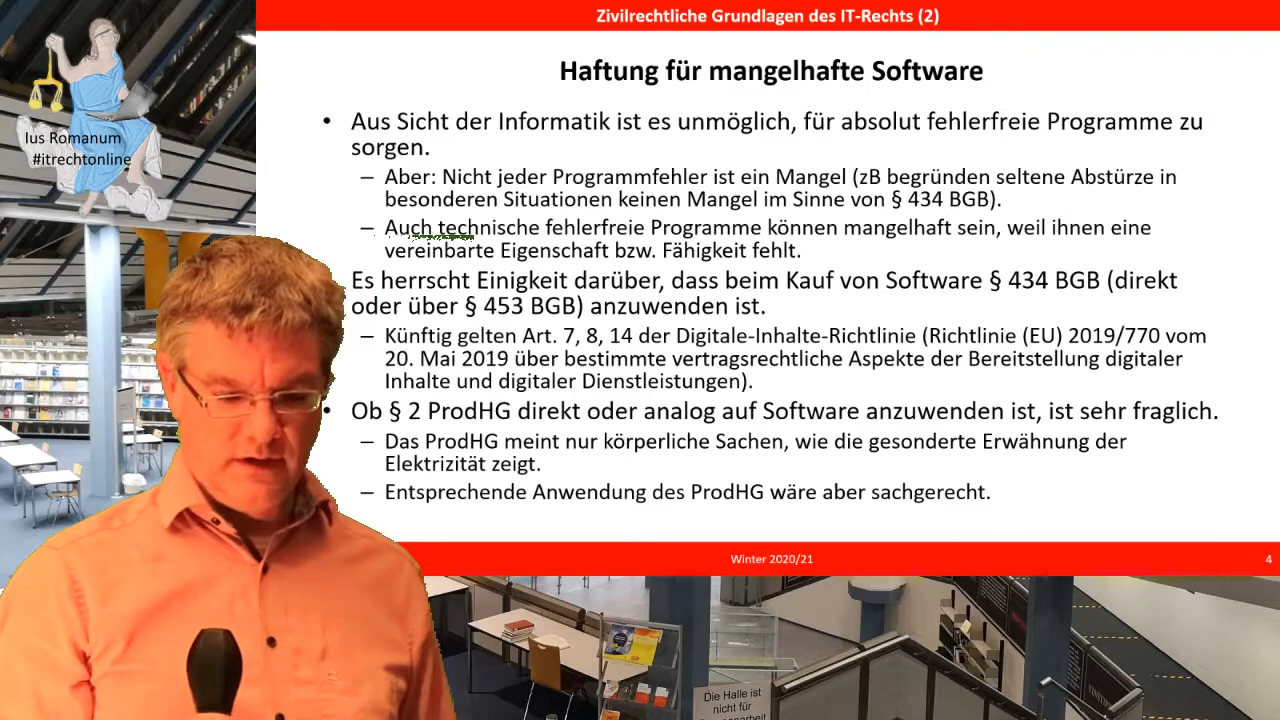 Zivilrechtliche Grundlagen des IT-Rechts (2)
Ius Romanum
#itrechtonline
Haftung für mangelhafte Software
• Aus Sicht der Informatik ist es unmöglich, für absolut fehlerfreie Programme zu
sorgen.
– Aber: Nicht jeder Programmfehler ist ein Mangel (zB begründen seltene Abstürze in
besonderen Situationen keinen Mangel im Sinne von § 434 BGB).
– Auch technische fehlerfreie Programme können mangelhaft sein, weil ihnen eine
vereinbarte Eigenschaft bzw. Fähigkeit fehlt.
Es herrscht Einigkeit darüber, dass beim Kauf von Software § 434 BGB (direkt
oder über § 453 BGB) anzuwenden ist.
– Künftig gelten Art. 7, 8, 14 der Digitale-Inhalte-Richtlinie (Richtlinie (EU) 2019/770 vom
20. Mai 2019 über bestimmte vertragsrechtliche Aspekte der Bereitstellung digitaler
Inhalte und digitaler Dienstleistungen).
• Ob § 2 ProdHG direkt oder analog auf Software anzuwenden ist, ist sehr fraglich.
– Das ProdHG meint nur körperliche Sachen, wie die gesonderte Erwähnung der
Elektrizität zeigt.
– Entsprechende Anwendung des ProdHG wäre aber sachgerecht.
Winter 2020/21
4
Die Halle ist
nicht für